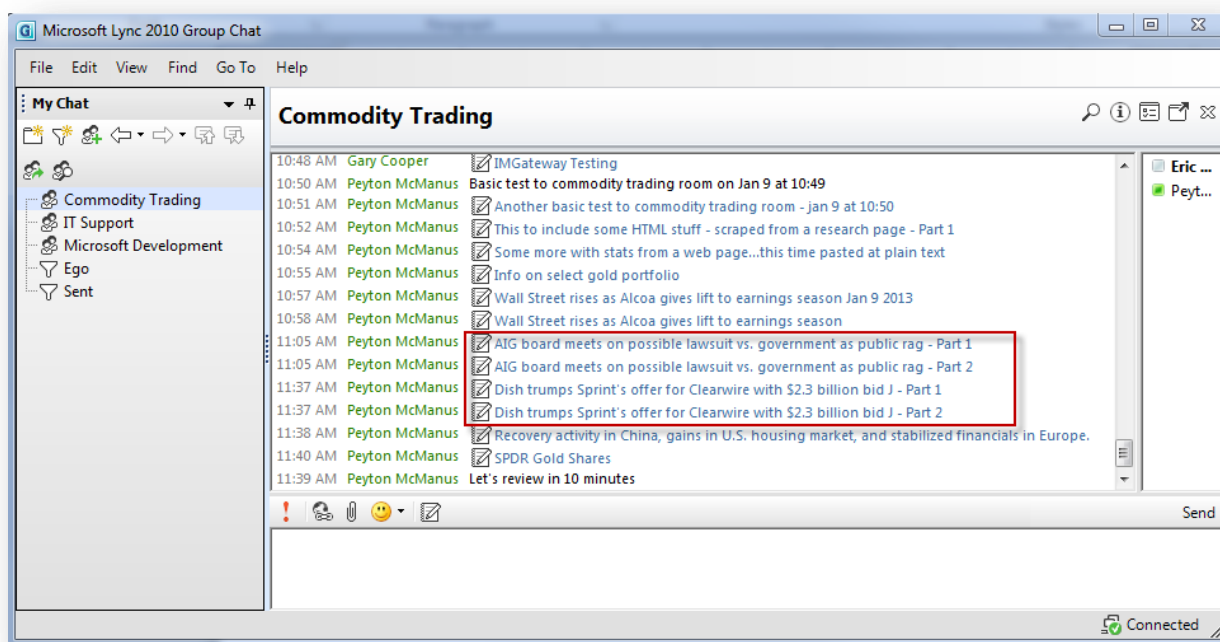 Microsoft Lync 2010 Group Chat
File Edit View Find Go To Help
My Chat
Commodity Trading
IT Support
Microsoft Development
Ego
Sent
Commodity Trading
10:48 AM Gary Cooper IMGateway Testing
10:50 AM Peyton McManus Basic test to commodity trading room on Jan 9 at 10:49
10:51 AM Peyton McManus Another basic test to commodity trading room - jan 9 at 10:50
10:52 AM Peyton McManus This to include some HTML stuff - scraped from a research page - Part 1
10:54 AM Peyton McManus Some more with stats from a web page...this time pasted at plain text
10:55 AM Peyton McManus Info on select gold portfolio
10:57 AM Peyton McManus Wall Street rises as Alcoa gives lift to earnings season Jan 9 2013
10:58 AM Peyton McManus Wall Street rises as Alcoa gives lift to earnings season
11:05 AM Peyton McManus AIG board meets on possible lawsuit vs. government as public rag - Part 1
11:05 AM Peyton McManus AIG board meets on possible lawsuit vs. government as public rag - Part 2
11:37 AM Peyton McManus Dish trumps Sprint's offer for Clearwire with $2.3 billion bid J - Part 1
11:37 AM Peyton McManus Dish trumps Sprint's offer for Clearwire with $2.3 billion bid J - Part 2
11:38 AM Peyton McManus Recovery activity in China, gains in U.S. housing market, and stabilized financials in Europe.
11:40 AM Peyton McManus SPDR Gold Shares
11:39 AM Peyton McManus Let's review in 10 minutes
Eric ...
Peyt...
Send
Connected